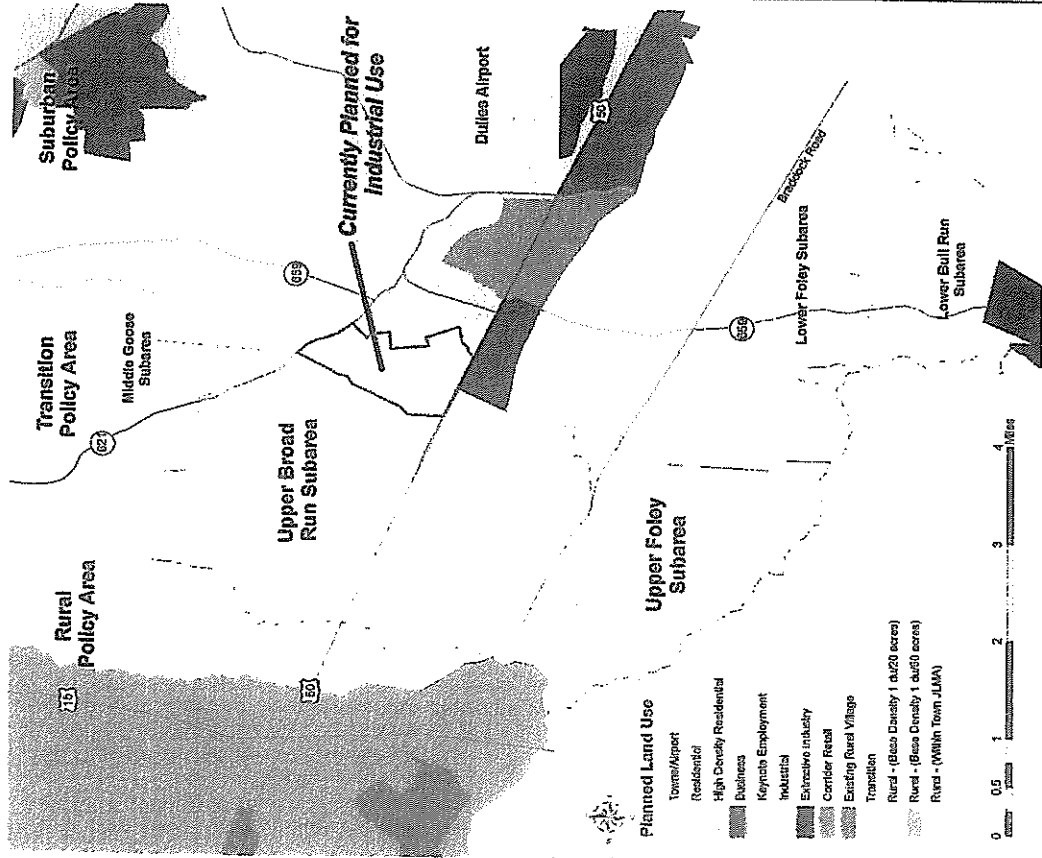 Suburban
Policy Area
Transition
Policy Area
Rural
Policy Area
Middle Goose
Subarea
Currently Planned for
Industrial Use
Dulles Airport
Upper Broad
Run Subarea
Upper Foley
Subarea
Lower Foley Subarea
Lower Bull Run
Subarea
Braddock Road
15
621
659
50
50
659
Planned Land Use
Towns/Airport
Residential
High Density Residential
Business
Keynote Employment
Industrial
Extractive Industry
Corridor Retail
Existing Rural Village
Transition
Rural - (Base Density 1 du/20 acres)
Rural - (Base Density 1 du/50 acres)
Rural - (Within Town JLMA)
0 0.5 1 2 3 4
Miles